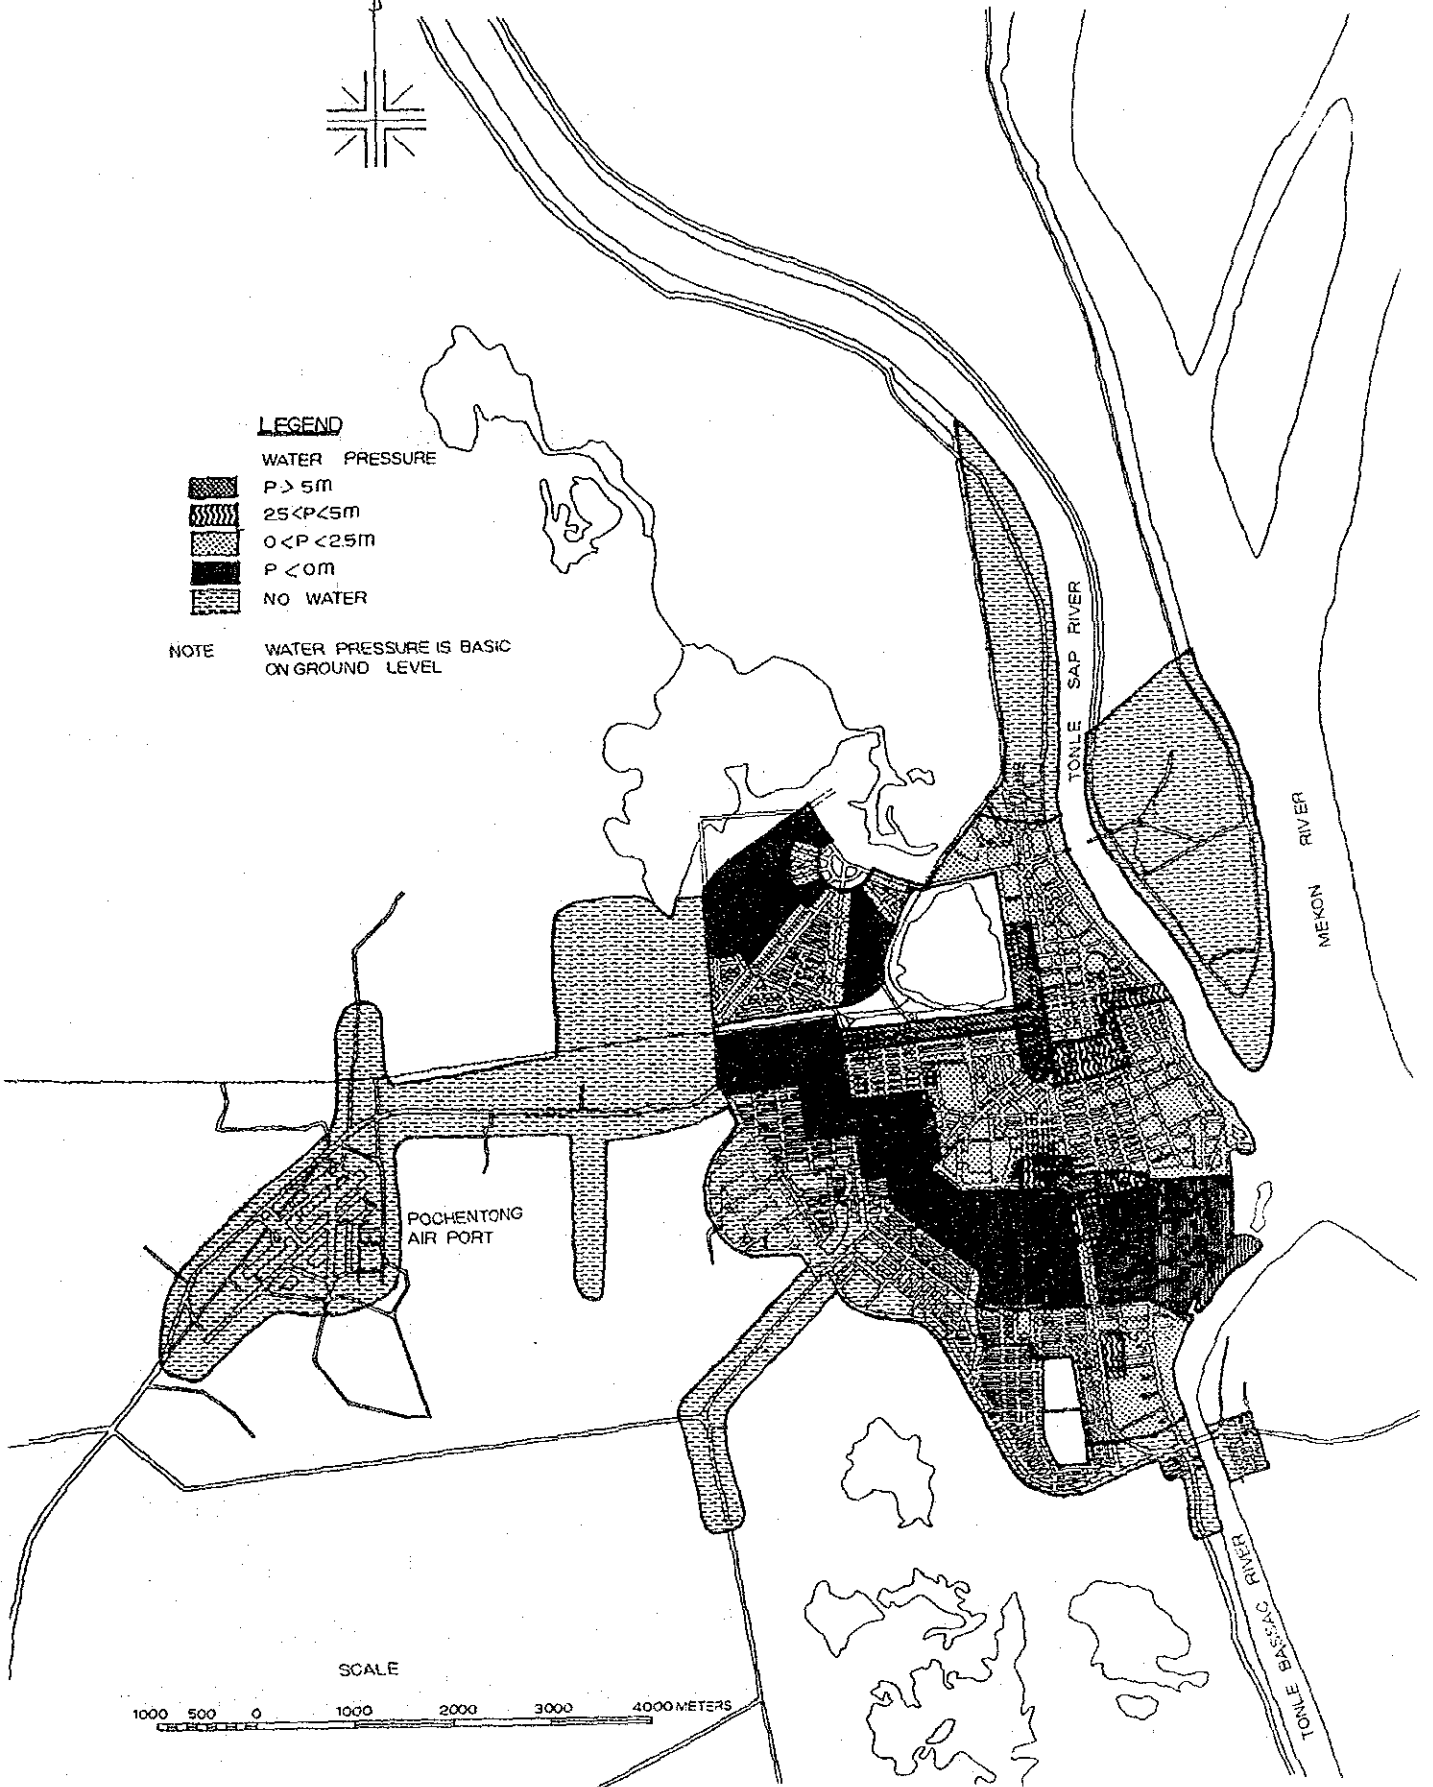 LEGEND
WATER PRESSURE
P > 5m
25<P<5m
0<P<2.5m
P <0m
NO WATER
NOTE WATER PRESSURE IS BASIC
ON GROUND LEVEL
TONLE SAP RIVER
MEKON RIVER
POCHENTONG
AIR PORT
TONLE BASSAC RIVER
SCALE
1000 500 0 1000 2000 3000 4000 METERS